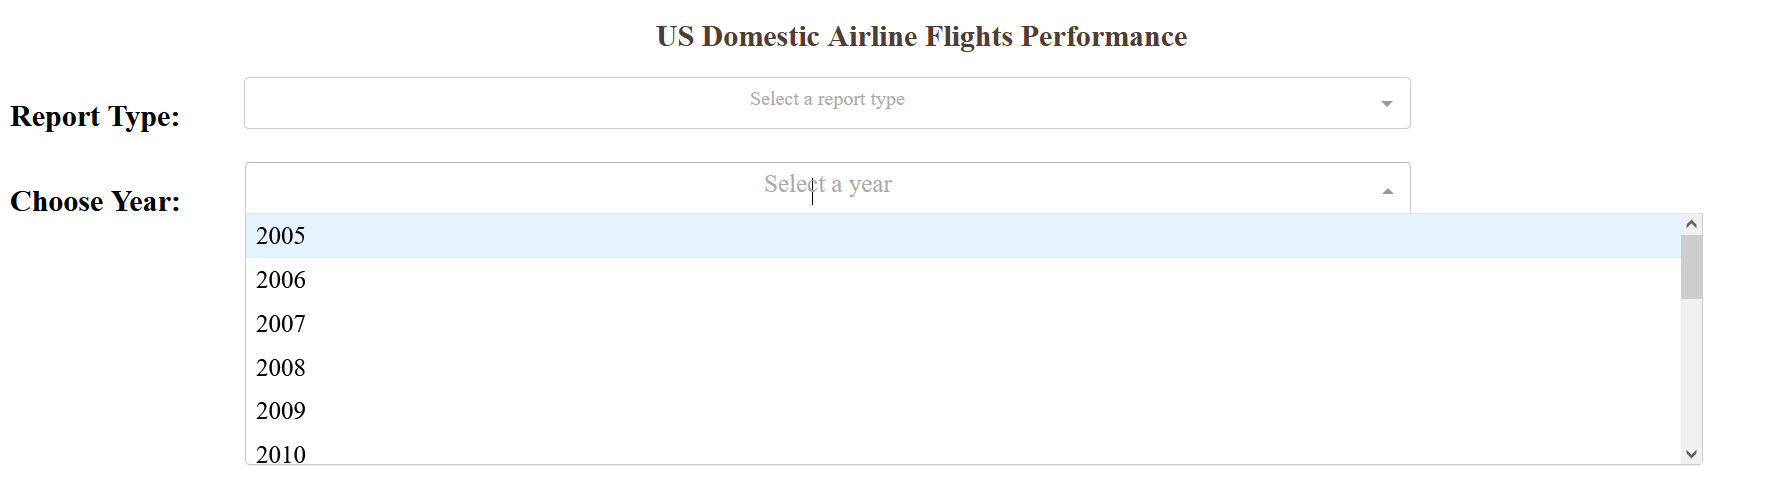 US Domestic Airline Flights Performance
Report Type:
Select a report type
Choose Year:
Select a year
2005
2006
2007
2008
2009
2010